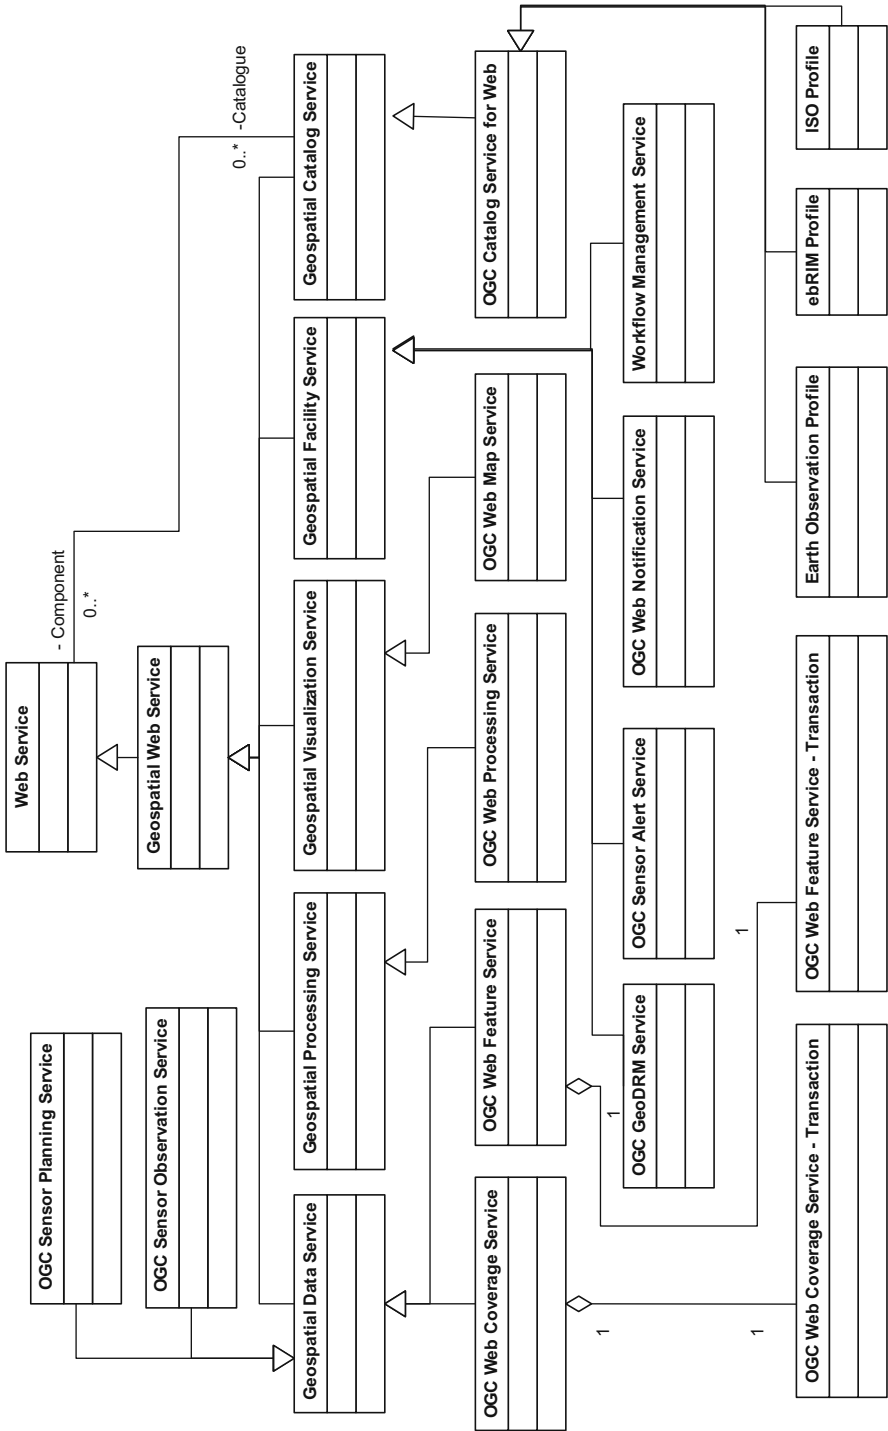 Web Service
- Component
0..*
Geospatial Web Service
OGC Sensor Planning Service
OGC Sensor Observation Service
0..*
-Catalogue
Geospatial Data Service
Geospatial Processing Service
Geospatial Visualization Service
Geospatial Facility Service
Geospatial Catalog Service
OGC Web Coverage Service
OGC Web Feature Service
OGC Web Processing Service
OGC Web Map Service
OGC Catalog Service for Web
1
1
OGC GeoDRM Service
OGC Sensor Alert Service
OGC Web Notification Service
Workflow Management Service
1
1
OGC Web Coverage Service - Transaction
OGC Web Feature Service - Transaction
Earth Observation Profile
ebRIM Profile
ISO Profile